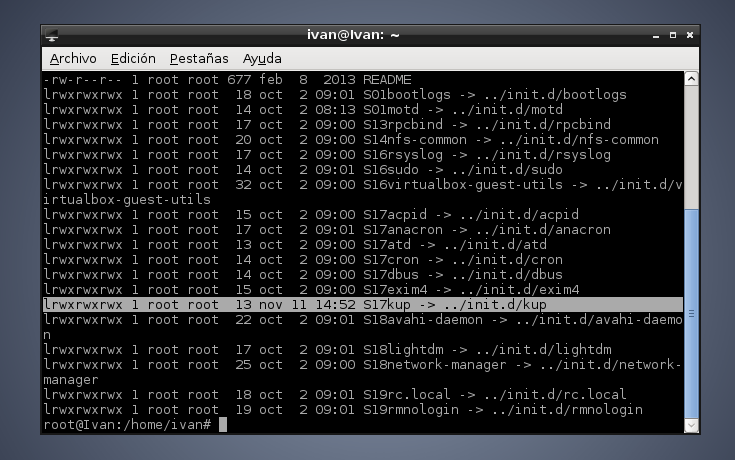 ivan@Ivan: ~
Archivo Edición Pestañas Ayuda
-rw-r--r-- 1 root root 677 feb  8  2013 README
lrwxrwxrwx 1 root root  18 oct  2 09:01 S01bootlogs -> ../init.d/bootlogs
lrwxrwxrwx 1 root root  14 oct  2 08:13 S01motd -> ../init.d/motd
lrwxrwxrwx 1 root root  17 oct  2 09:00 S13rpcbind -> ../init.d/rpcbind
lrwxrwxrwx 1 root root  20 oct  2 09:00 S14nfs-common -> ../init.d/nfs-common
lrwxrwxrwx 1 root root  17 oct  2 09:00 S16rsyslog -> ../init.d/rsyslog
lrwxrwxrwx 1 root root  14 oct  2 09:01 S16sudo -> ../init.d/sudo
lrwxrwxrwx 1 root root  32 oct  2 09:00 S16virtualbox-guest-utils -> ../init.d/v
irtualbox-guest-utils
lrwxrwxrwx 1 root root  15 oct  2 09:00 S17acpid -> ../init.d/acpid
lrwxrwxrwx 1 root root  17 oct  2 09:01 S17anacron -> ../init.d/anacron
lrwxrwxrwx 1 root root  13 oct  2 09:00 S17atd -> ../init.d/atd
lrwxrwxrwx 1 root root  14 oct  2 09:00 S17cron -> ../init.d/cron
lrwxrwxrwx 1 root root  14 oct  2 09:00 S17dbus -> ../init.d/dbus
lrwxrwxrwx 1 root root  15 oct  2 09:00 S17exim4 -> ../init.d/exim4
lrwxrwxrwx 1 root root  13 nov 11 14:52 S17kup -> ../init.d/kup
lrwxrwxrwx 1 root root  22 oct  2 09:01 S18avahi-daemon -> ../init.d/avahi-daemo
n
lrwxrwxrwx 1 root root  17 oct  2 09:01 S18lightdm -> ../init.d/lightdm
lrwxrwxrwx 1 root root  25 oct  2 09:00 S18network-manager -> ../init.d/network-
manager
lrwxrwxrwx 1 root root  18 oct  2 09:01 S19rc.local -> ../init.d/rc.local
lrwxrwxrwx 1 root root  19 oct  2 09:01 S19rmnologin -> ../init.d/rmnologin
root@Ivan:/home/ivan#